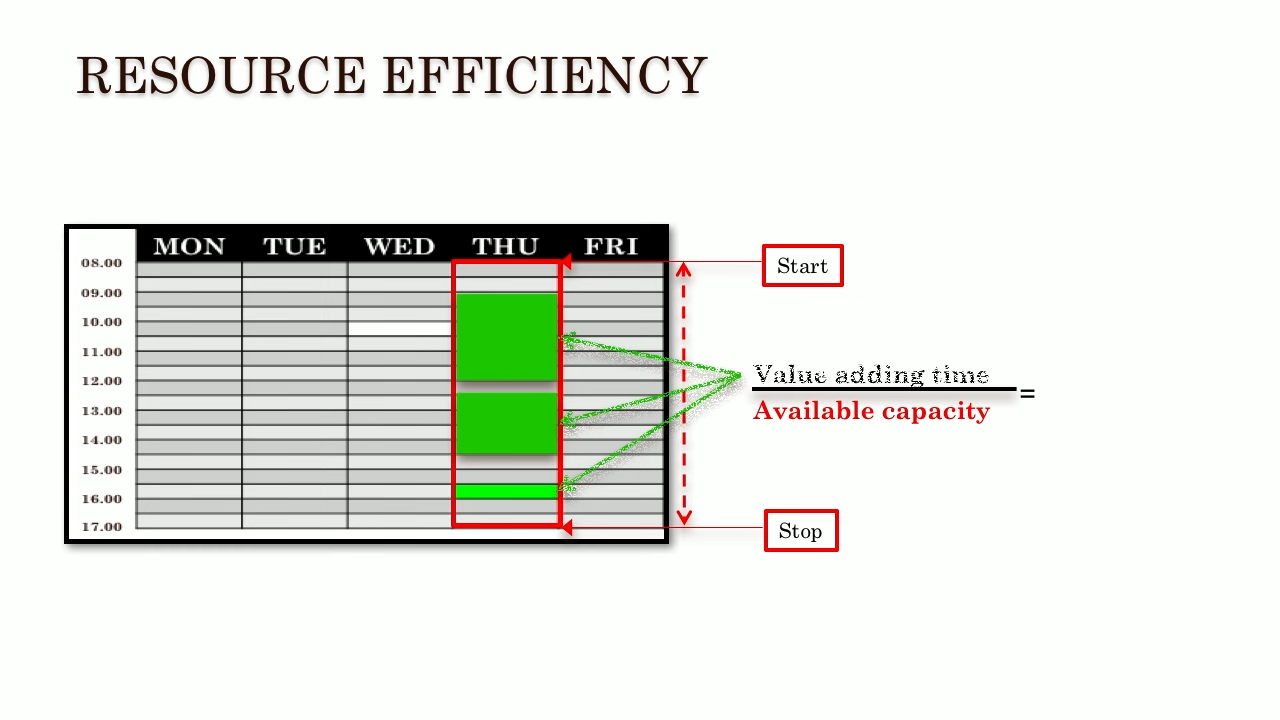 RESOURCE EFFICIENCY
MON TUE WED THU FRI
08.00
09.00
10.00
11.00
12.00
13.00
14.00
15.00
16.00
17.00
Start
Value adding time
Available capacity
=
Stop